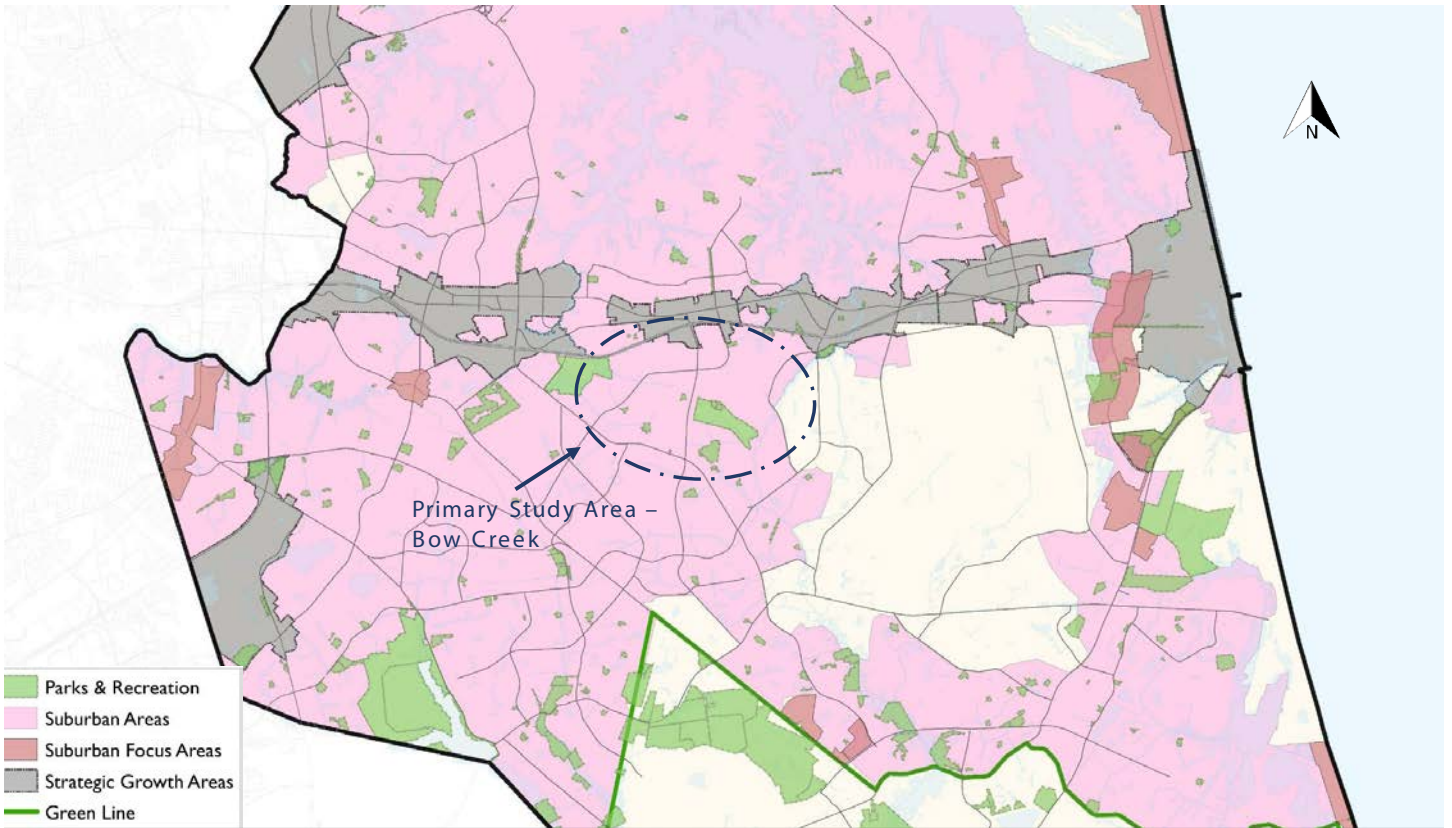 N
Primary Study Area –
Bow Creek
Parks & Recreation
Suburban Areas
Suburban Focus Areas
Strategic Growth Areas
Green Line